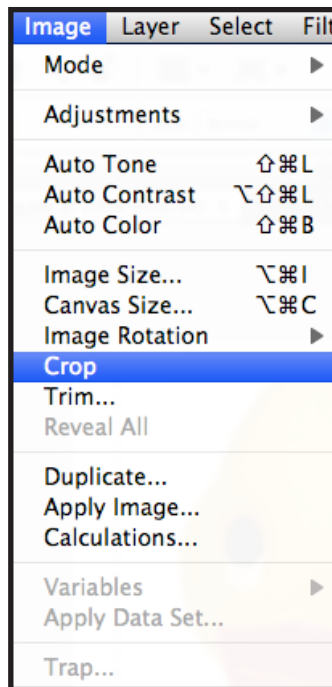 Image Layer Select Filt
Mode ▶
Adjustments ▶
Auto Tone ⇧⌘L
Auto Contrast ⌥⇧⌘L
Auto Color ⇧⌘B
Image Size... ⌥⌘I
Canvas Size... ⌥⌘C
Image Rotation ▶
Crop
Trim...
Reveal All
Duplicate...
Apply Image...
Calculations...
Variables ▶
Apply Data Set...
Trap...